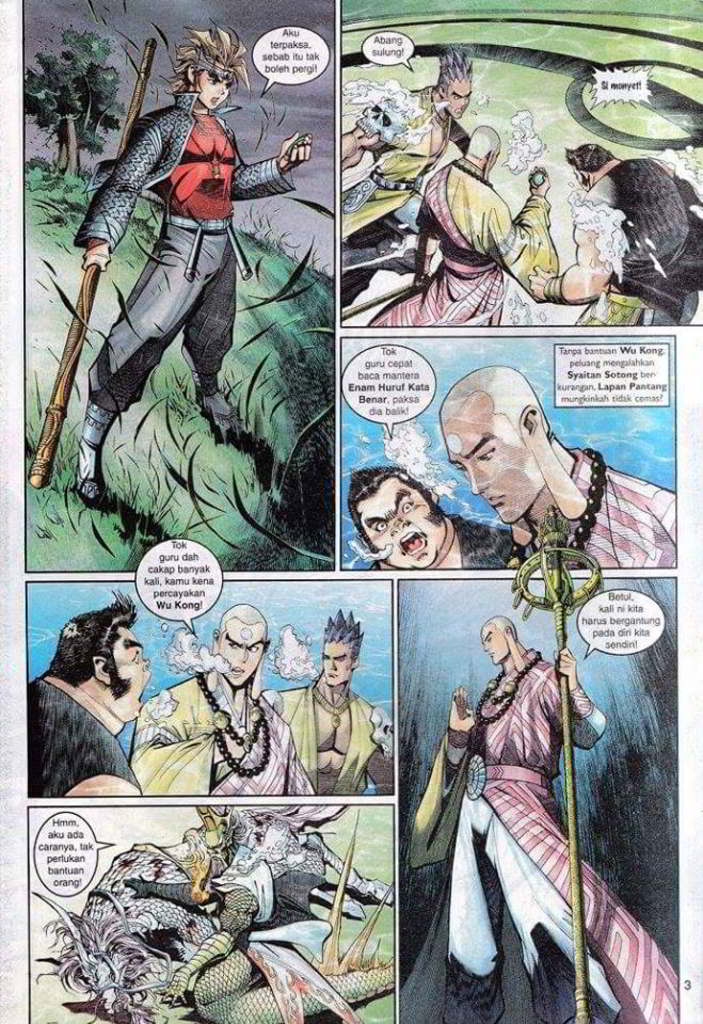 Aku
terpaksa,
sebab itu tak
boleh pergi!
Abang
sulung!
Si monyet!
Tok
guru cepat
baca mantera
Enam Huruf Kata
Benar, paksa
dia balik!
Tanpa bantuan Wu Kong,
peluang mengalahkan
Syaitan Sotong ber-
kurangan, Lapan Pantang
mungkinkah tidak cemas?
Tok
guru dah
cakap banyak
kali, kamu kena
percayakan
Wu Kong!
Betul,
kali ni kita
harus bergantung
pada diri kita
sendiri!
Hmm,
aku ada
caranya, tak
perlukan
bantuan
orang!
3